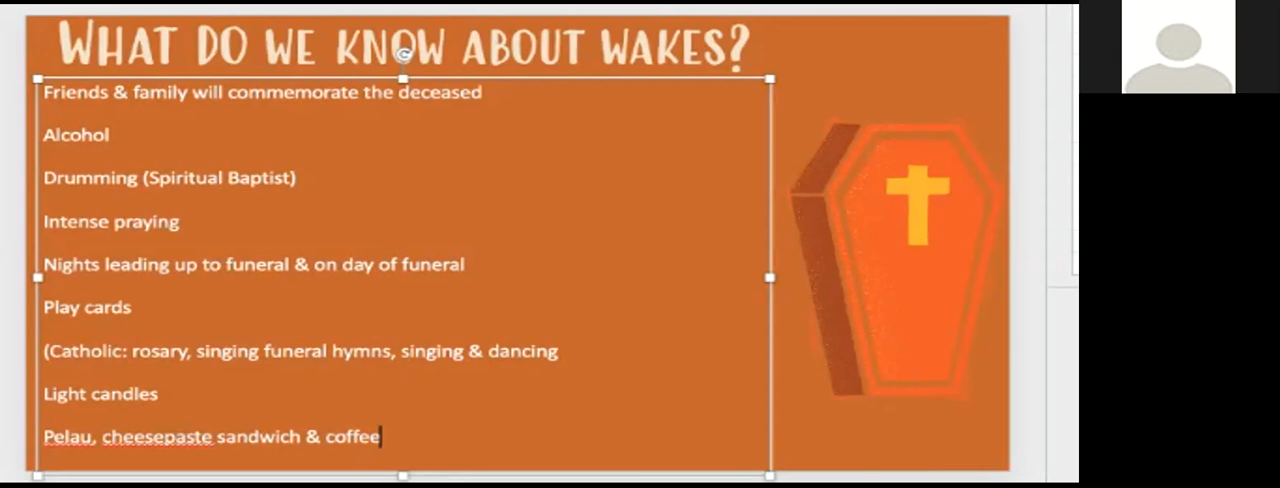 WHAT DO WE KNOW ABOUT WAKES?
Friends & family will commemorate the deceased
Alcohol
Drumming (Spiritual Baptist)
Intense praying
Nights leading up to funeral & on day of funeral
Play cards
(Catholic: rosary, singing funeral hymns, singing & dancing
Light candles
Pelau, cheesepaste sandwich & coffee